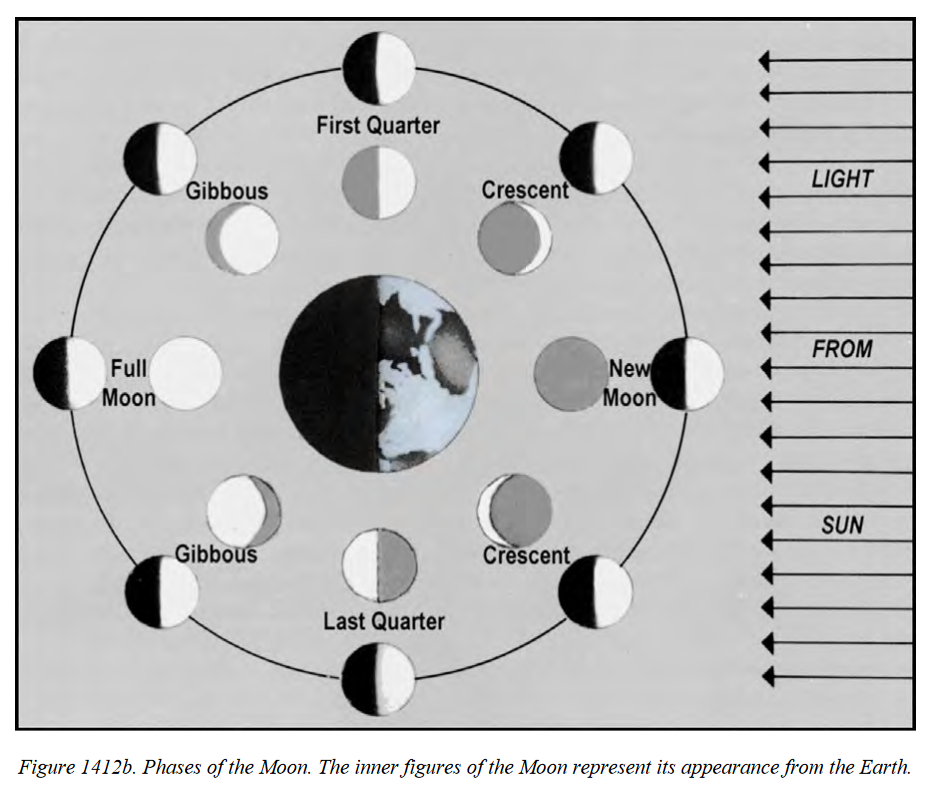 First Quarter
Gibbous
Crescent
LIGHT
Full
Moon
New
Moon
FROM
Gibbous
Crescent
SUN
Last Quarter
Figure 1412b. Phases of the Moon. The inner figures of the Moon represent its appearance from the Earth.